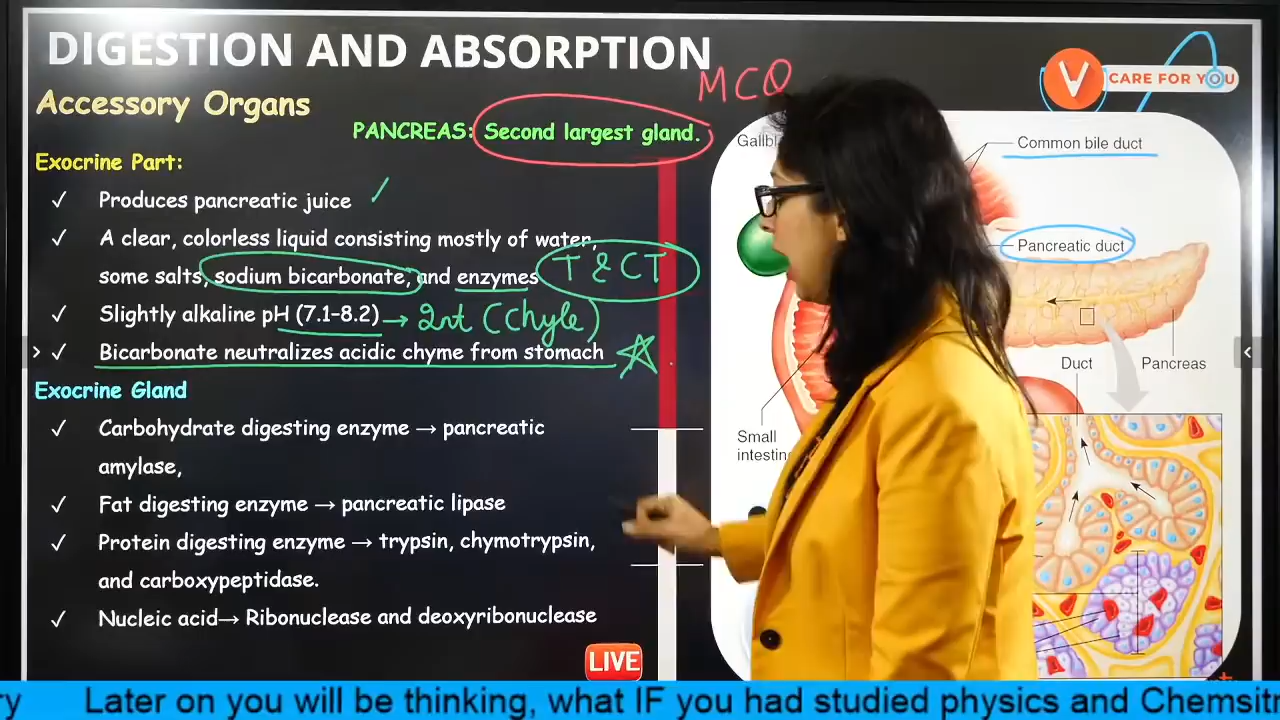 DIGESTION AND ABSORPTION
MCQ
V CARE FOR YOU
Accessory Organs
PANCREAS: Second largest gland.
Exocrine Part:
✓ Produces pancreatic juice ✓
✓ A clear, colorless liquid consisting mostly of water,
some salts, sodium bicarbonate, and enzymes T & CT
✓ Slightly alkaline pH (7.1–8.2) → Int (Chyle)
✓ Bicarbonate neutralizes acidic chyme from stomach
Exocrine Gland
✓ Carbohydrate digesting enzyme → pancreatic
amylase,
✓ Fat digesting enzyme → pancreatic lipase
✓ Protein digesting enzyme → trypsin, chymotrypsin,
and carboxypeptidase.
✓ Nucleic acid→ Ribonuclease and deoxyribonuclease
Gallbl
Common bile duct
Pancreatic duct
Duct
Pancreas
Small
intestin
LIVE
ry Later on you will be thinking, what IF you had studied physics and Chemsit